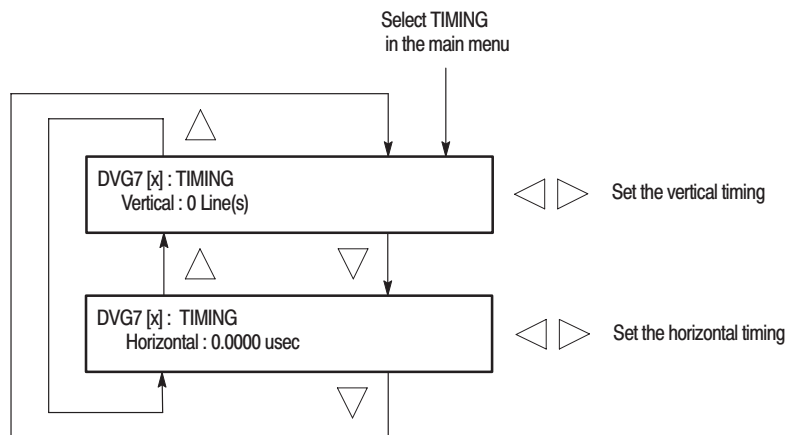 Select TIMING
in the main menu
DVG7 [x] : TIMING
Vertical : 0 Line(s)
Set the vertical timing
DVG7 [x] : TIMING
Horizontal : 0.0000 usec
Set the horizontal timing